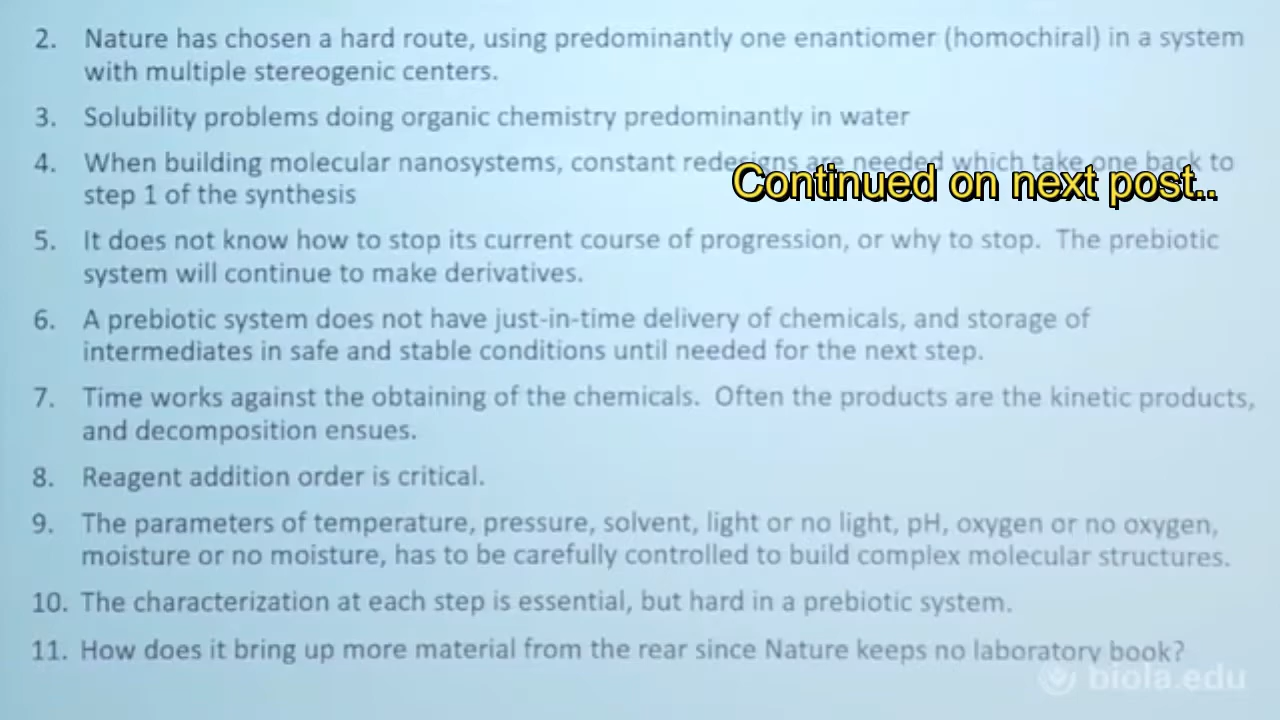 2. Nature has chosen a hard route, using predominantly one enantiomer (homochiral) in a system
with multiple stereogenic centers.
3. Solubility problems doing organic chemistry predominantly in water
4. When building molecular nanosystems, constant redesigns are needed which take one back to
Continued on next post..
step 1 of the synthesis
5. It does not know how to stop its current course of progression, or why to stop. The prebiotic
system will continue to make derivatives.
6. A prebiotic system does not have just-in-time delivery of chemicals, and storage of
intermediates in safe and stable conditions until needed for the next step.
7. Time works against the obtaining of the chemicals. Often the products are the kinetic products,
and decomposition ensues.
8. Reagent addition order is critical.
9. The parameters of temperature, pressure, solvent, light or no light, pH, oxygen or no oxygen,
moisture or no moisture, has to be carefully controlled to build complex molecular structures.
10. The characterization at each step is essential, but hard in a prebiotic system.
11. How does it bring up more material from the rear since Nature keeps no laboratory book?
biola.edu